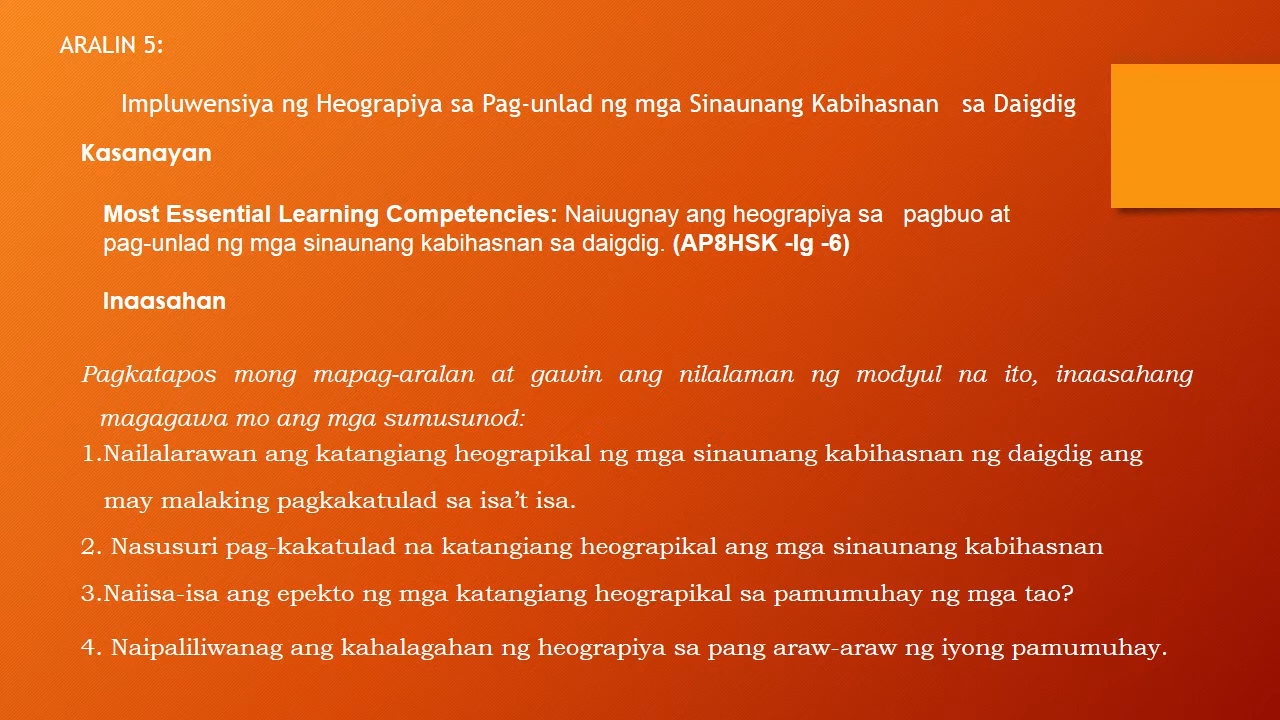 ARALIN 5:
Impluwensiya ng Heograpiya sa Pag-unlad ng mga Sinaunang Kabihasnan sa Daigdig
Kasanayan
Most Essential Learning Competencies: Naiuugnay ang heograpiya sa pagbuo at
pag-unlad ng mga sinaunang kabihasnan sa daigdig. (AP8HSK -Ig -6)
Inaasahan
Pagkatapos mong mapag-aralan at gawin ang nilalaman ng modyul na ito, inaasahang
magagawa mo ang mga sumusunod:
1.Nailalarawan ang katangiang heograpikal ng mga sinaunang kabihasnan ng daigdig ang
may malaking pagkakatulad sa isa’t isa.
2. Nasusuri pag-kakatulad na katangiang heograpikal ang mga sinaunang kabihasnan
3.Naiisa-isa ang epekto ng mga katangiang heograpikal sa pamumuhay ng mga tao?
4. Naipaliliwanag ang kahalagahan ng heograpiya sa pang araw-araw ng iyong pamumuhay.